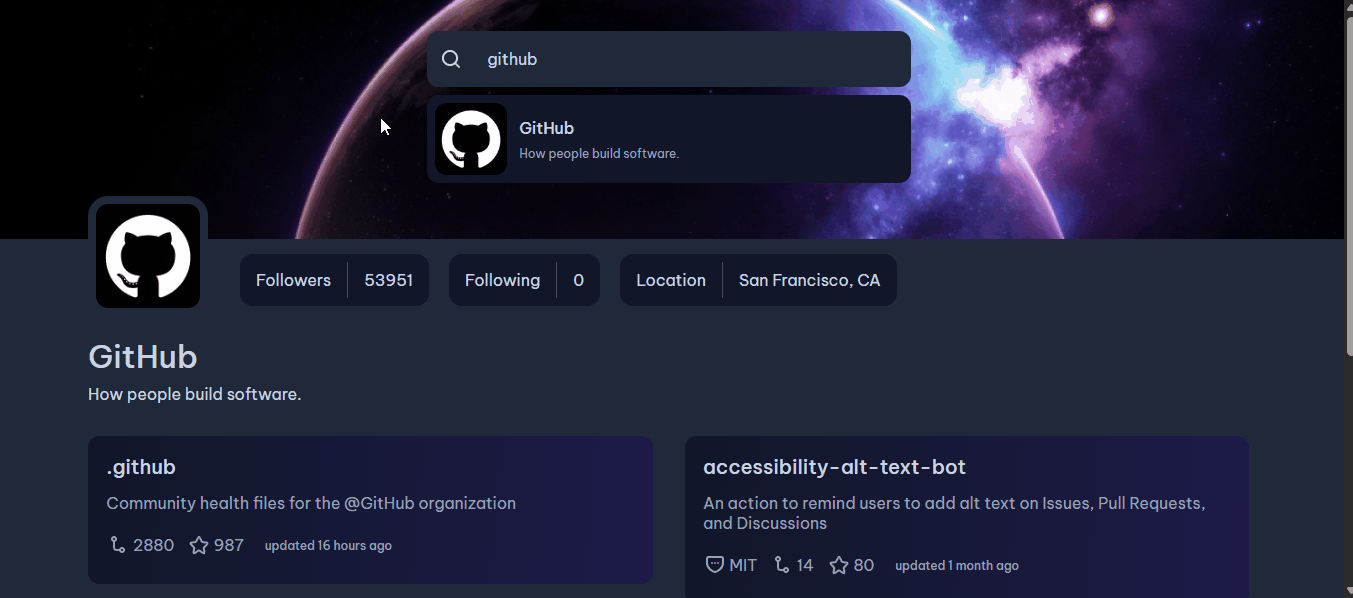 github
GitHub
How people build software.
Followers 53951 Following 0 Location San Francisco, CA
GitHub
How people build software.
.github
Community health files for the @GitHub organization
2880 987 updated 16 hours ago
accessibility-alt-text-bot
An action to remind users to add alt text on Issues, Pull Requests,
and Discussions
MIT 14 80 updated 1 month ago